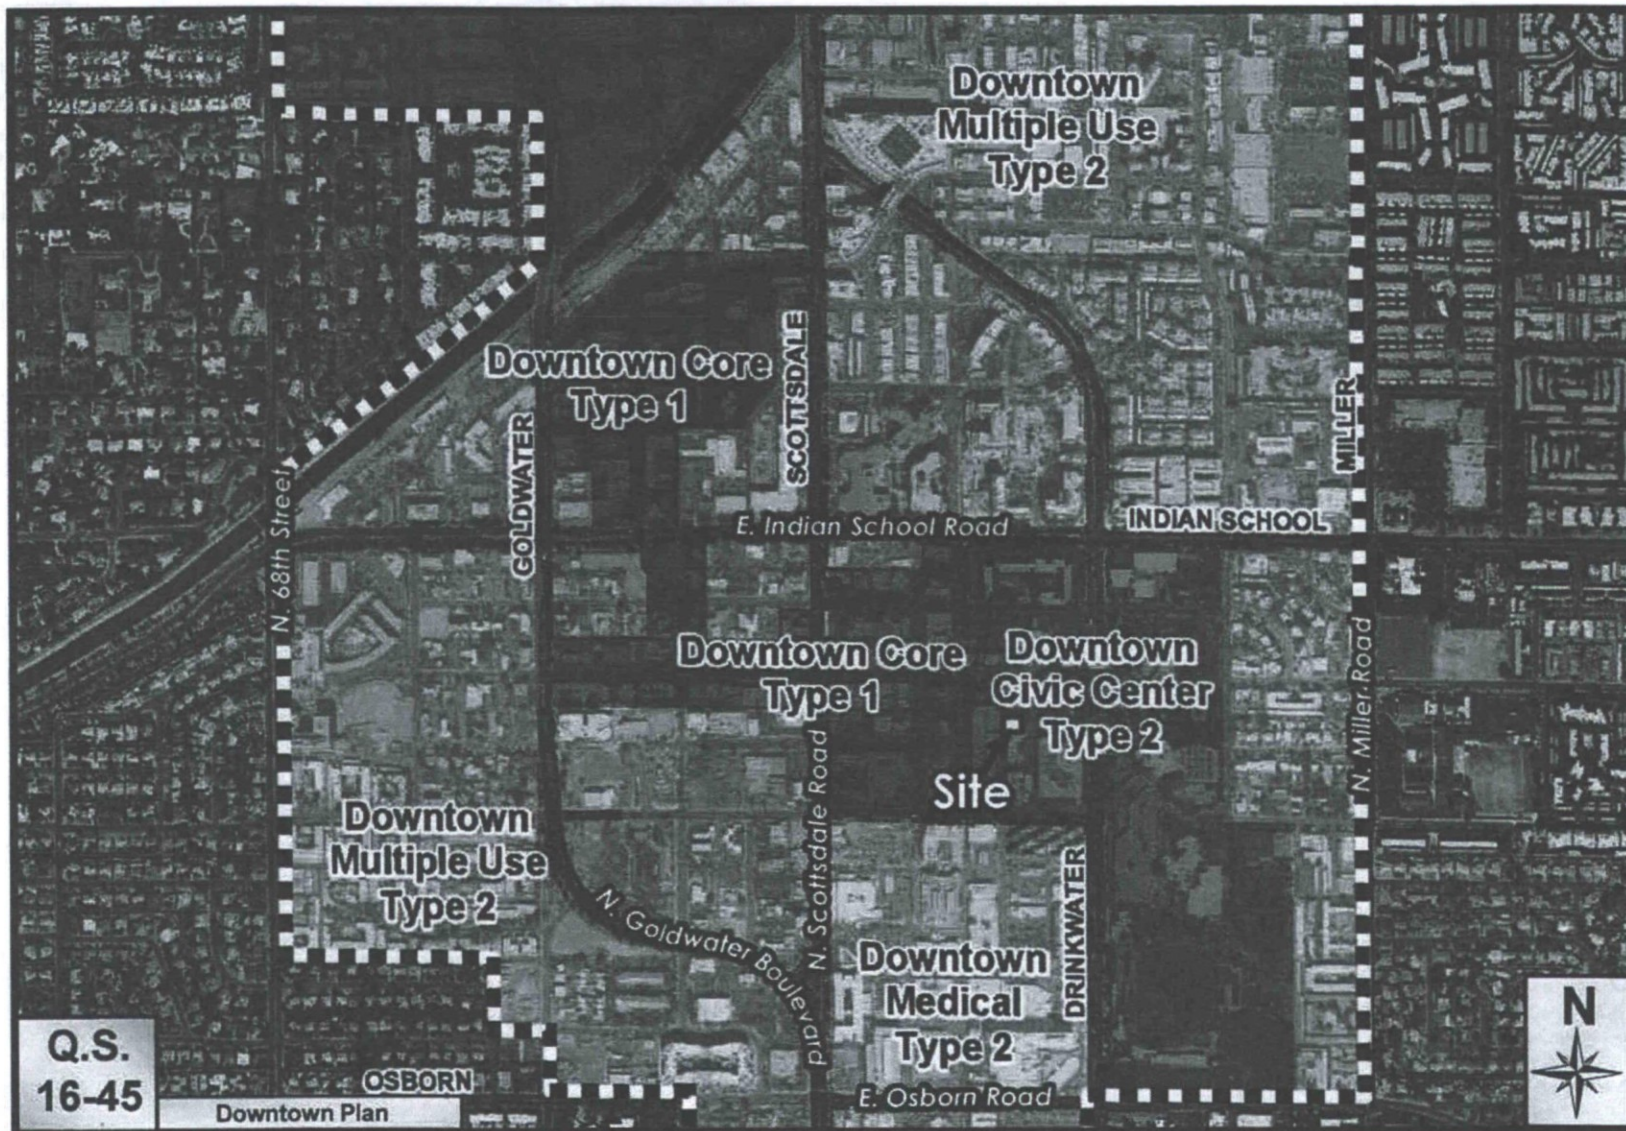 Downtown
Multiple Use
Type 2
Downtown Core
Type 1
SCOTTSDALE
GOLDWATER
MILLER
N. 68th Street
E. Indian School Road
INDIAN SCHOOL
Downtown Core
Type 1
Downtown
Civic Center
Type 2
Site
N. Scottsdale Road
N. Miller Road
Downtown
Multiple Use
Type 2
N. Goldwater Boulevard
DRINKWATER
Downtown
Medical
Type 2
Q.S.
16-45
OSBORN
E. Osborn Road
Downtown Plan
N